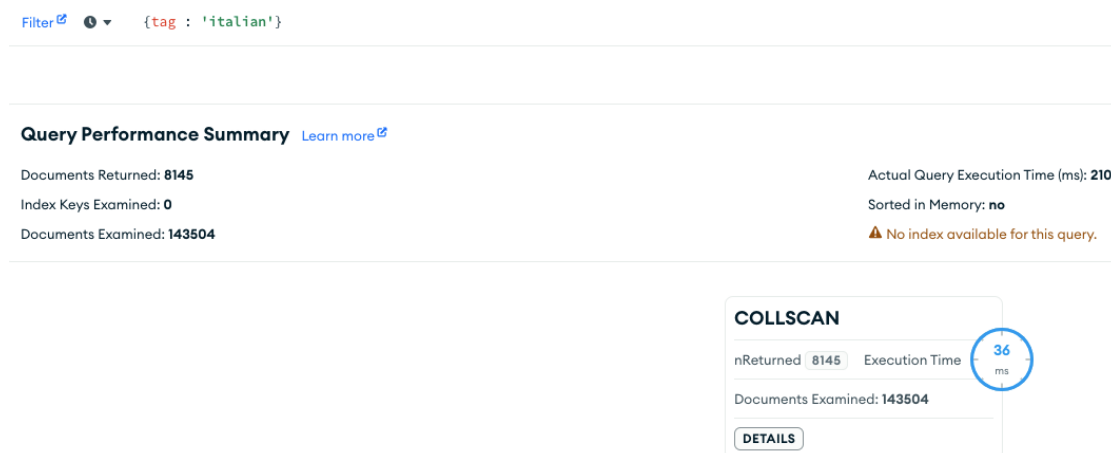 Filter {tag : 'italian'}
Query Performance Summary Learn more
Documents Returned: 8145
Actual Query Execution Time (ms): 210
Index Keys Examined: 0
Sorted in Memory: no
Documents Examined: 143504
No index available for this query.
COLLSCAN
nReturned 8145 Execution Time 36 ms
Documents Examined: 143504
DETAILS